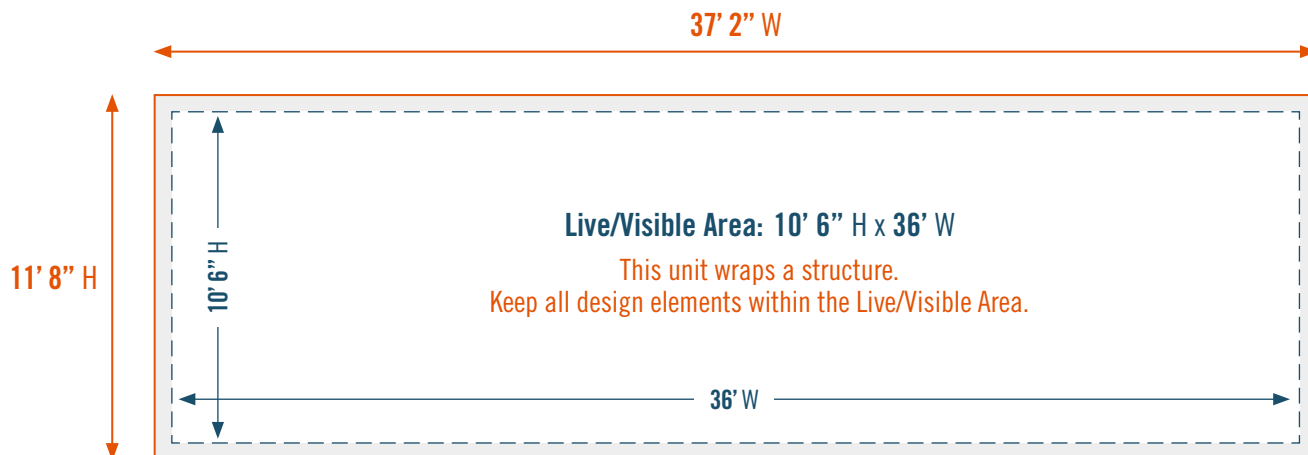 37’ 2” W
11’ 8” H
10’ 6” H
Live/Visible Area: 10’ 6” H x 36’ W
This unit wraps a structure.
Keep all design elements within the Live/Visible Area.
36’ W